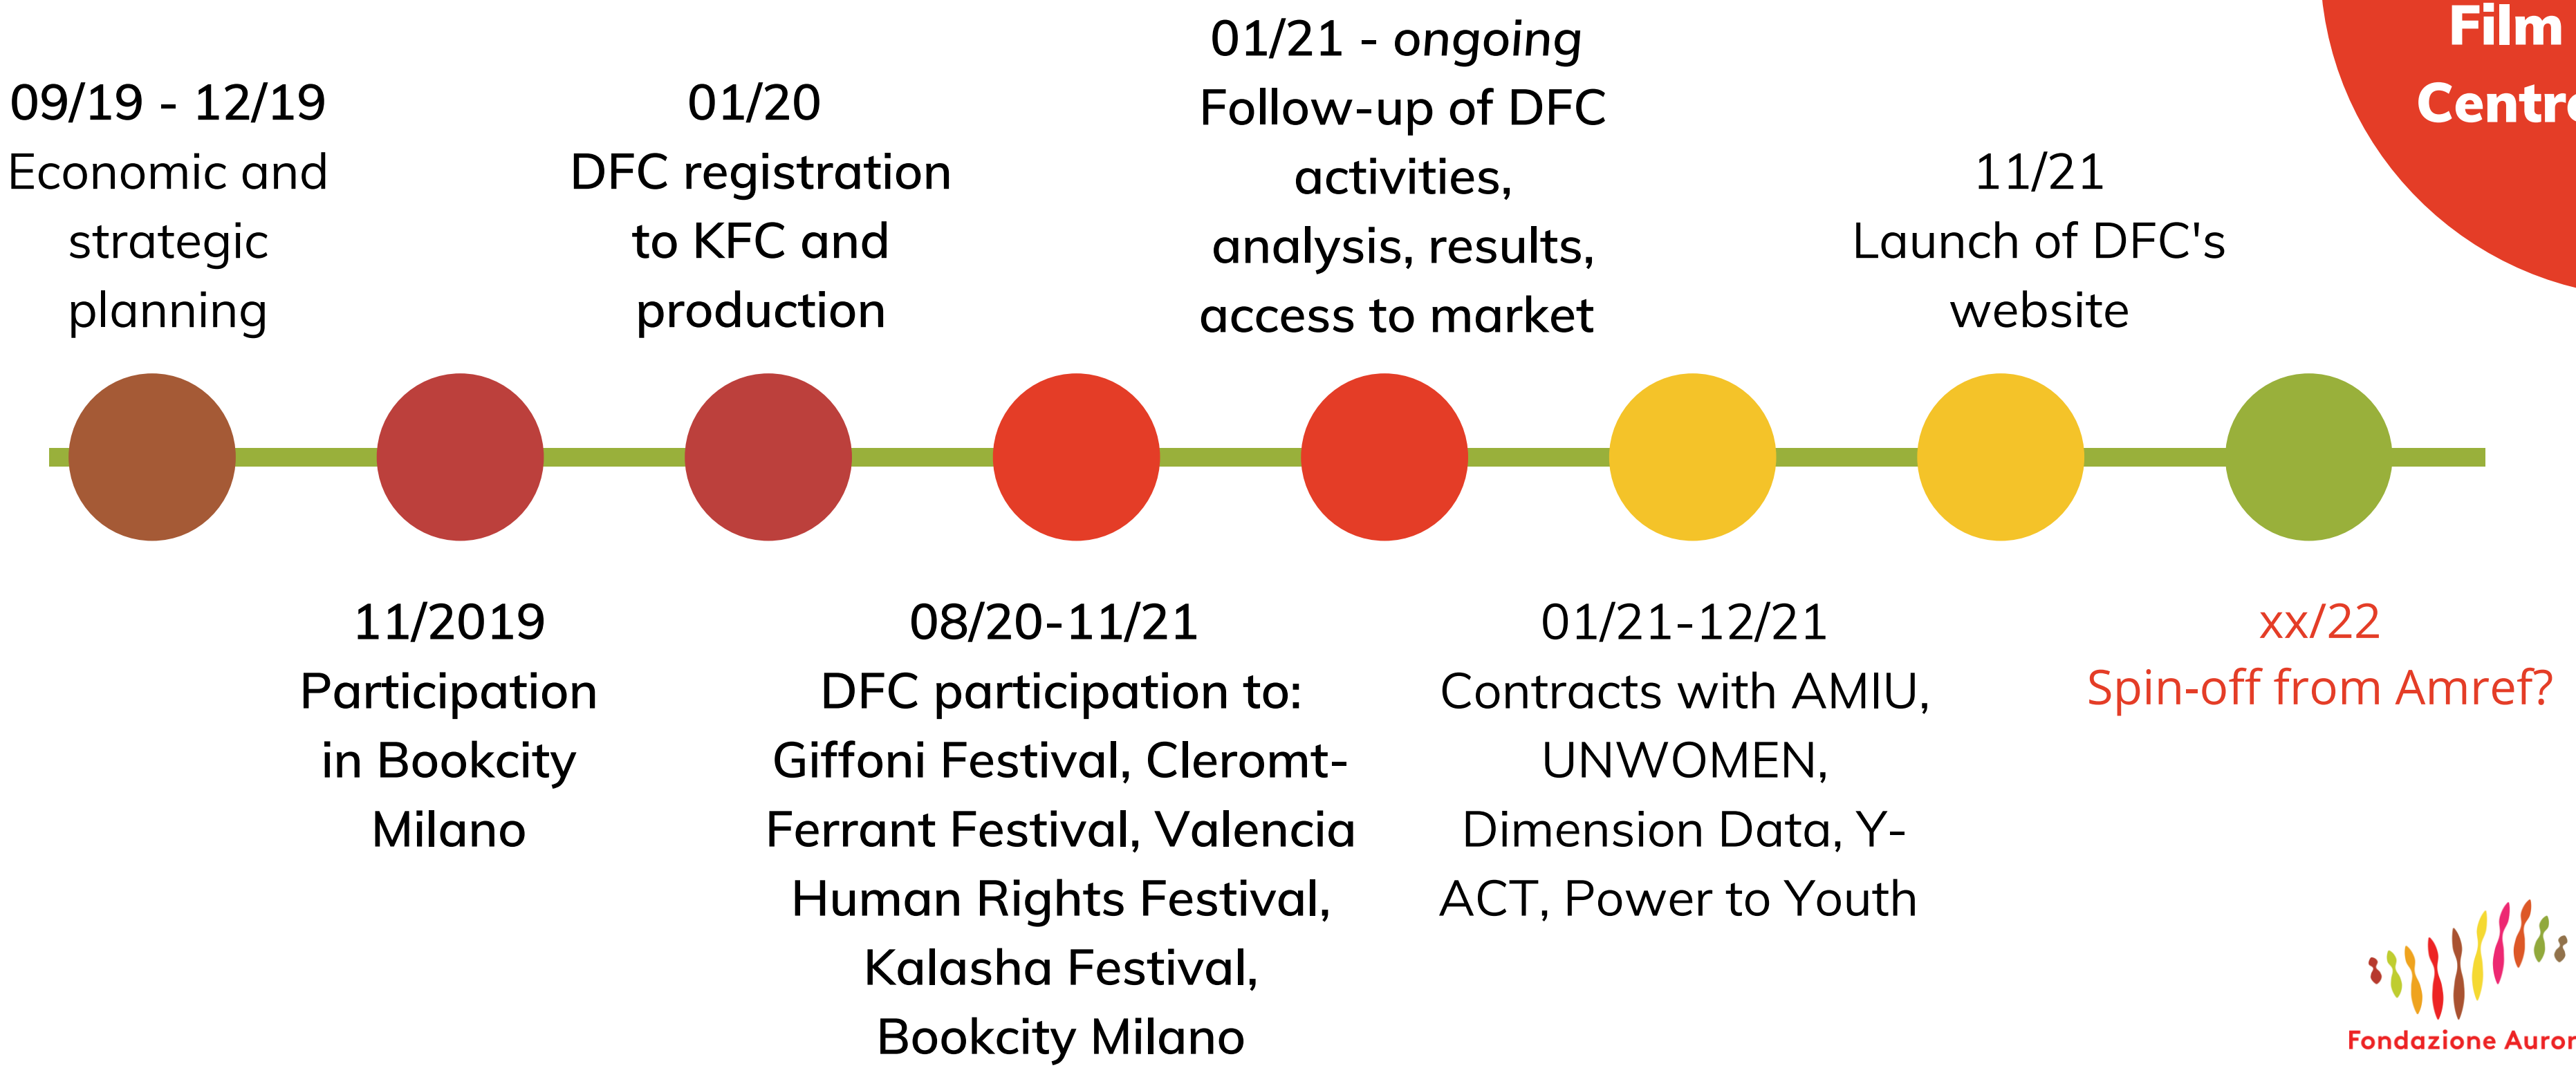 Film
09/19 - 12/19
Economic and
strategic
planning
11/2019
Participation
in Bookcity
Milano
01/20
DFC registration
to KFC and
production
08/20-11/21
DFC participation to:
Giffoni Festival, Cleromt-
Ferrant Festival, Valencia
Human Rights Festival,
Kalasha Festival,
Bookcity Milano
01/21 - ongoing
Follow-up of DFC
activities,
analysis, results,
access to market
01/21-12/21
Contracts with AMIU,
UNWOMEN,
Dimension Data, Y-
ACT, Power to Youth
11/21
Launch of DFC's
website
xx/22
Spin-off from Amref?
Fondazione